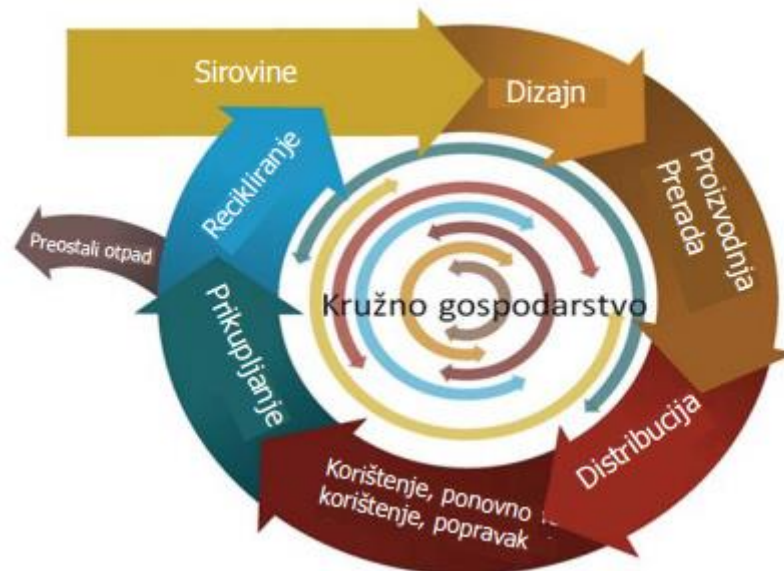 Sirovine
Dizajn
Proizvodnja
Prerada
Distribucija
Korištenje, ponovno
korištenje, popravak
Prikupljanje
Recikliranje
Preostali otpad
Kružno gospodarstvo